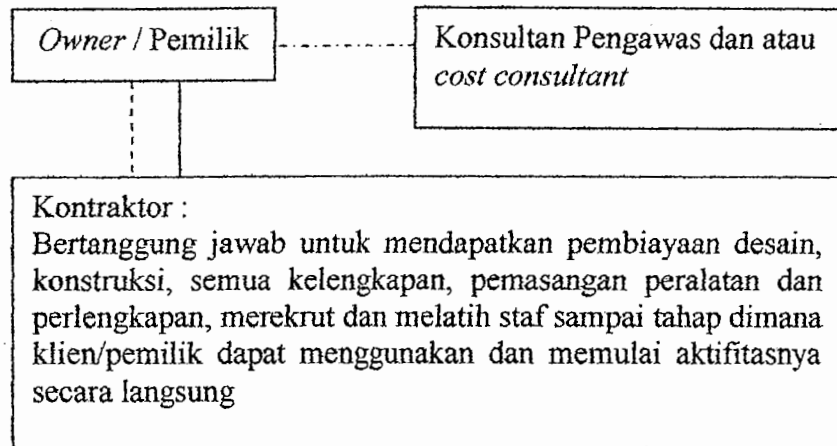 Owner / Pemilik
Konsultan Pengawas dan atau
cost consultant
Kontraktor :
Bertanggung jawab untuk mendapatkan pembiayaan desain,
konstruksi, semua kelengkapan, pemasangan peralatan dan
perlengkapan, merekrut dan melatih staf sampai tahap dimana
klien/pemilik dapat menggunakan dan memulai aktifitasnya
secara langsung